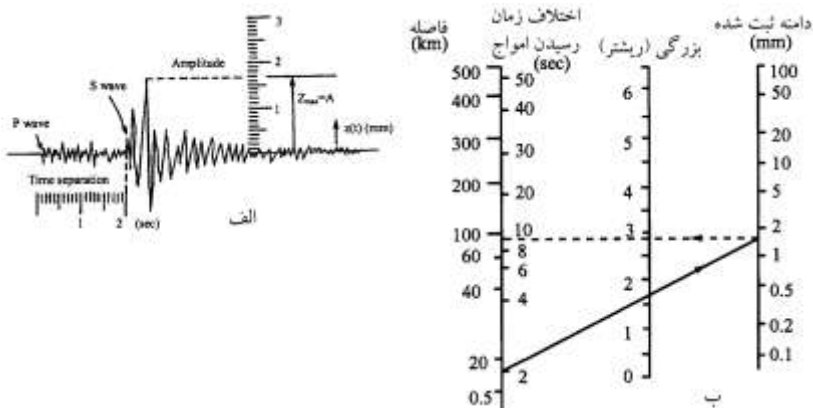 3
2
1
Amplitude
S wave
P wave
Zmax=A
z(t) (mm)
Time separation
1
2
(sec)
الف
فاصله
(km)
اختلاف زمان
رسیدن امواج
(sec)
بزرگی (ریشتر)
دامنه ثبت شده
(mm)
500
400
300
200
100
60
40
20
0.5
50
40
30
20
10
8
6
4
2
6
5
4
3
2
1
0
100
50
20
10
5
2
1
0.5
0.2
0.1
ب